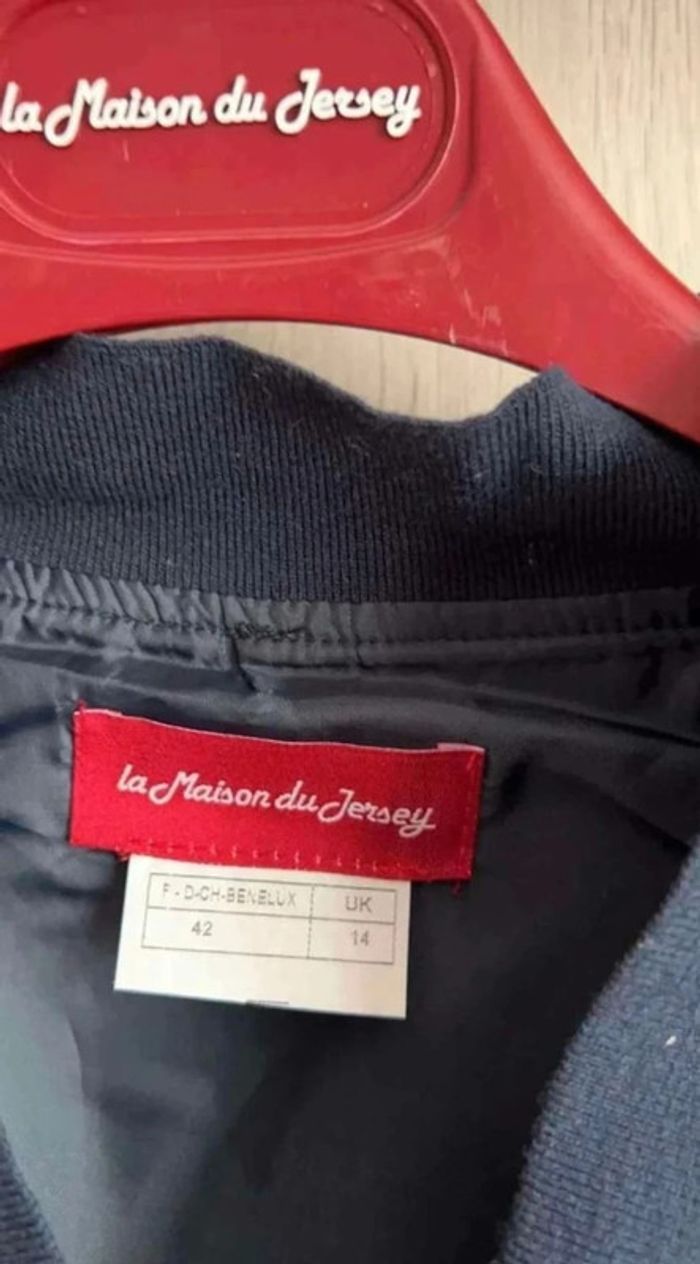 la Maison du Jersey
la Maison du Jersey
F - D-CH-BENELUX UK
42 14